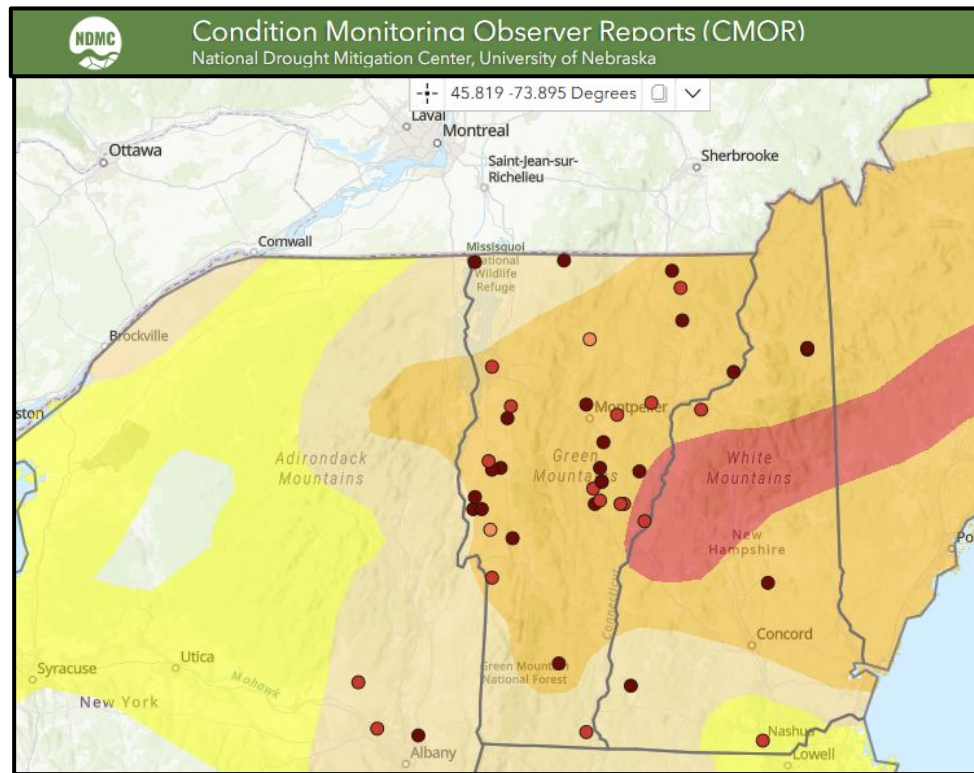 NDMC
Condition Monitoring Observer Reports (CMOR)
National Drought Mitigation Center, University of Nebraska
45.819 -73.895 Degrees
Laval
Montreal
Ottawa
Sherbrooke
Saint-Jean-sur-
Richelieu
Cornwall
Missisquoi
National
Wildlife
Refuge
Brockville
ston
Montpelier
Adirondack
Mountains
Green
Mountains
White
Mountains
New
Hampshire
Po
Connecticut
Concord
Syracuse
Utica
Mohawk
Green Mountain
National Forest
New York
Albany
Nashua
Lowell